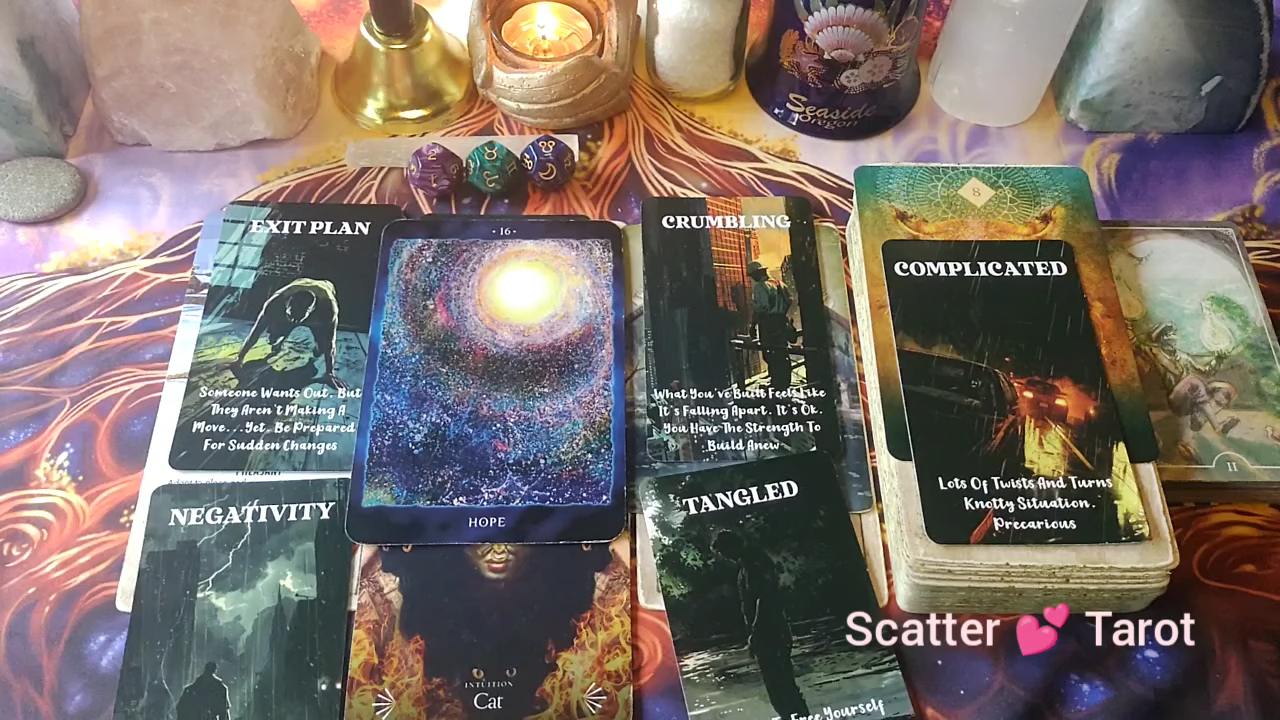 Seaside
Oregon
2
8
EXIT PLAN
Someone Wants Out. But
They Aren't Making A
Move...Yet. Be Prepared
For Sudden Changes
PHEASANT
NEGATIVITY
·16·
HOPE
INTUITION
Cat
CRUMBLING
What You've Built Feels Like
It's Falling Apart. It's Ok.
You Have The Strength To
Build Anew
TANGLED
To Free Yourself
COMPLICATED
Lots Of Twists And Turns
Knotty Situation.
Precarious
II
Scatter 💕 Tarot